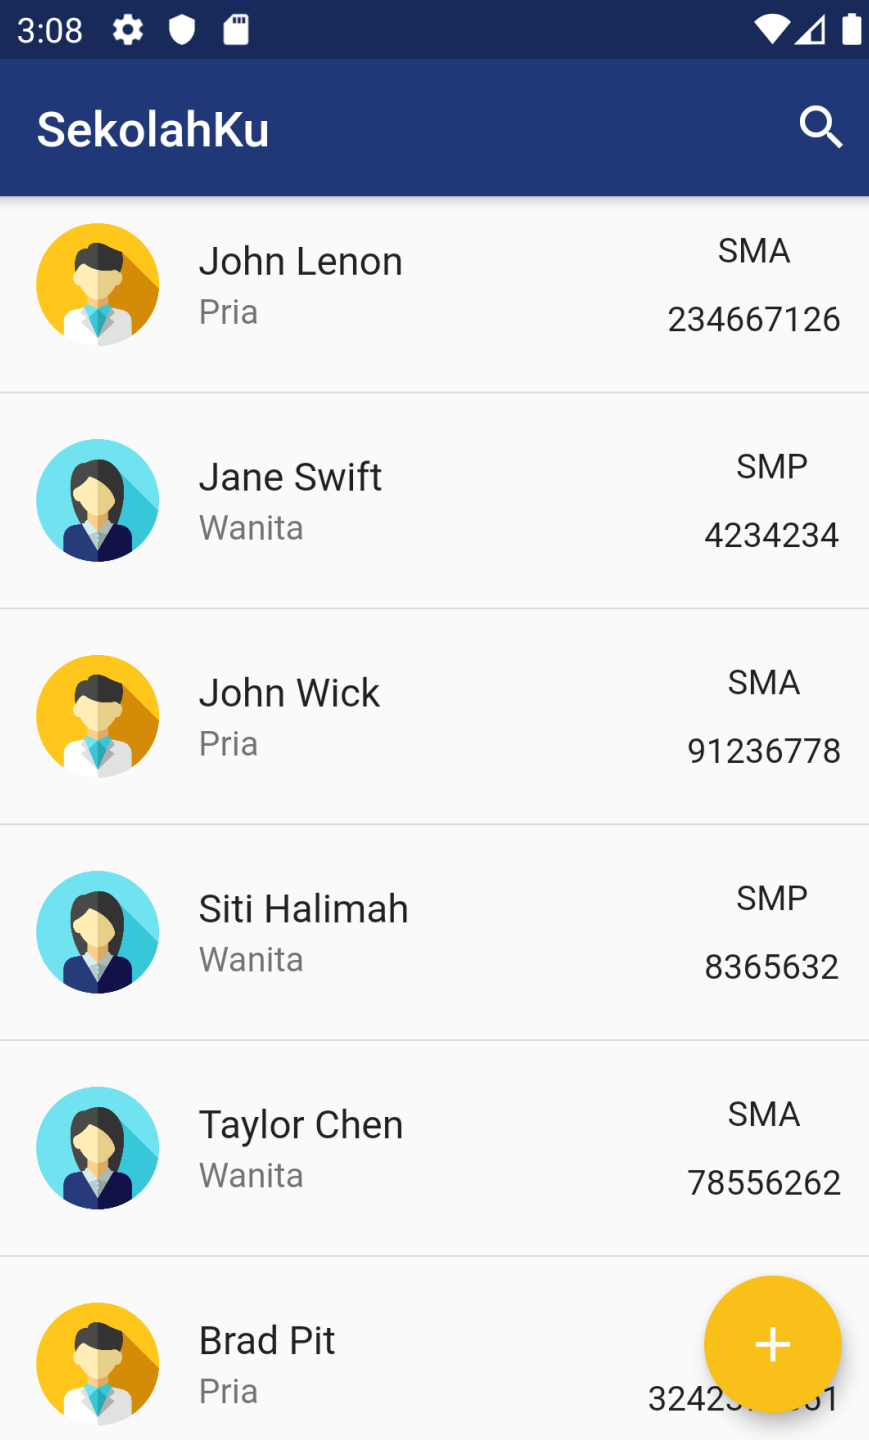 3:08
SekolahKu
John Lenon
Pria
SMA
234667126
Jane Swift
Wanita
SMP
4234234
John Wick
Pria
SMA
91236778
Siti Halimah
Wanita
SMP
8365632
Taylor Chen
Wanita
SMA
78556262
Brad Pit
Pria